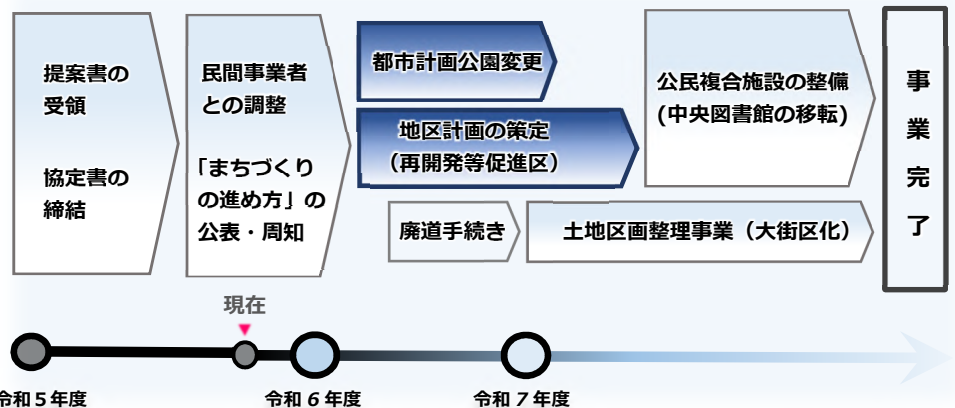 提案書の
受領
協定書の
締結
民間事業者
との調整
「まちづくり
の進め方」の
公表・周知
都市計画公園変更
地区計画の策定
（再開発等促進区）
廃道手続き
土地区画整理事業（大街区化）
公民複合施設の整備
(中央図書館の移転)
事
業
完
了
現在
令和５年度
令和６年度
令和７年度